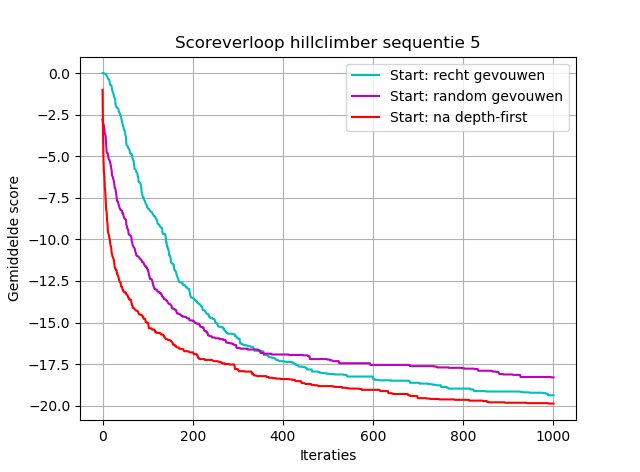 Scoreverloop hillclimber sequentie 5
Start: recht gevouwen
Start: random gevouwen
Start: na depth-first
Gemiddelde score
0.0
−2.5
−5.0
−7.5
−10.0
−12.5
−15.0
−17.5
−20.0
0 200 400 600 800 1000
Iteraties